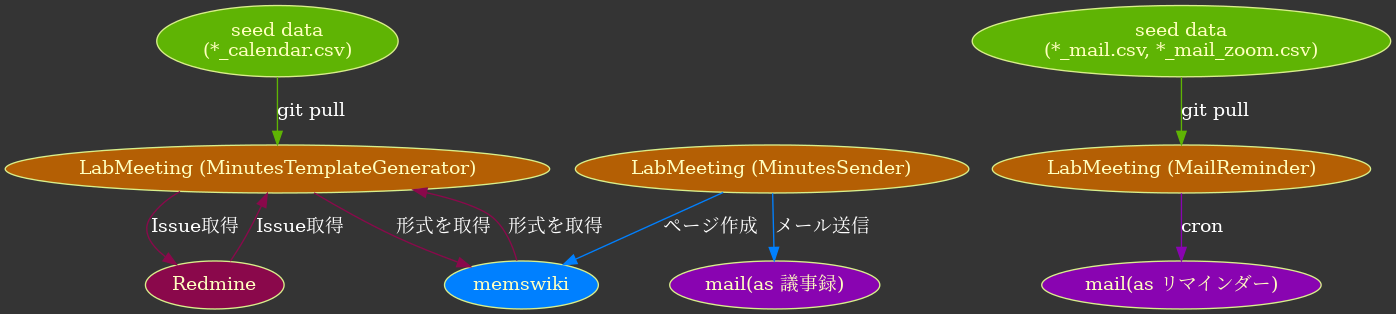 seed data
(*_calendar.csv)
seed data
(*_mail.csv, *_mail_zoom.csv)
git pull
git pull
LabMeeting (MinutesTemplateGenerator)
LabMeeting (MinutesSender)
LabMeeting (MailReminder)
Issue取得
Issue取得
形式を取得
形式を取得
ページ作成
メール送信
cron
Redmine
memswiki
mail(as 議事録)
mail(as リマインダー)